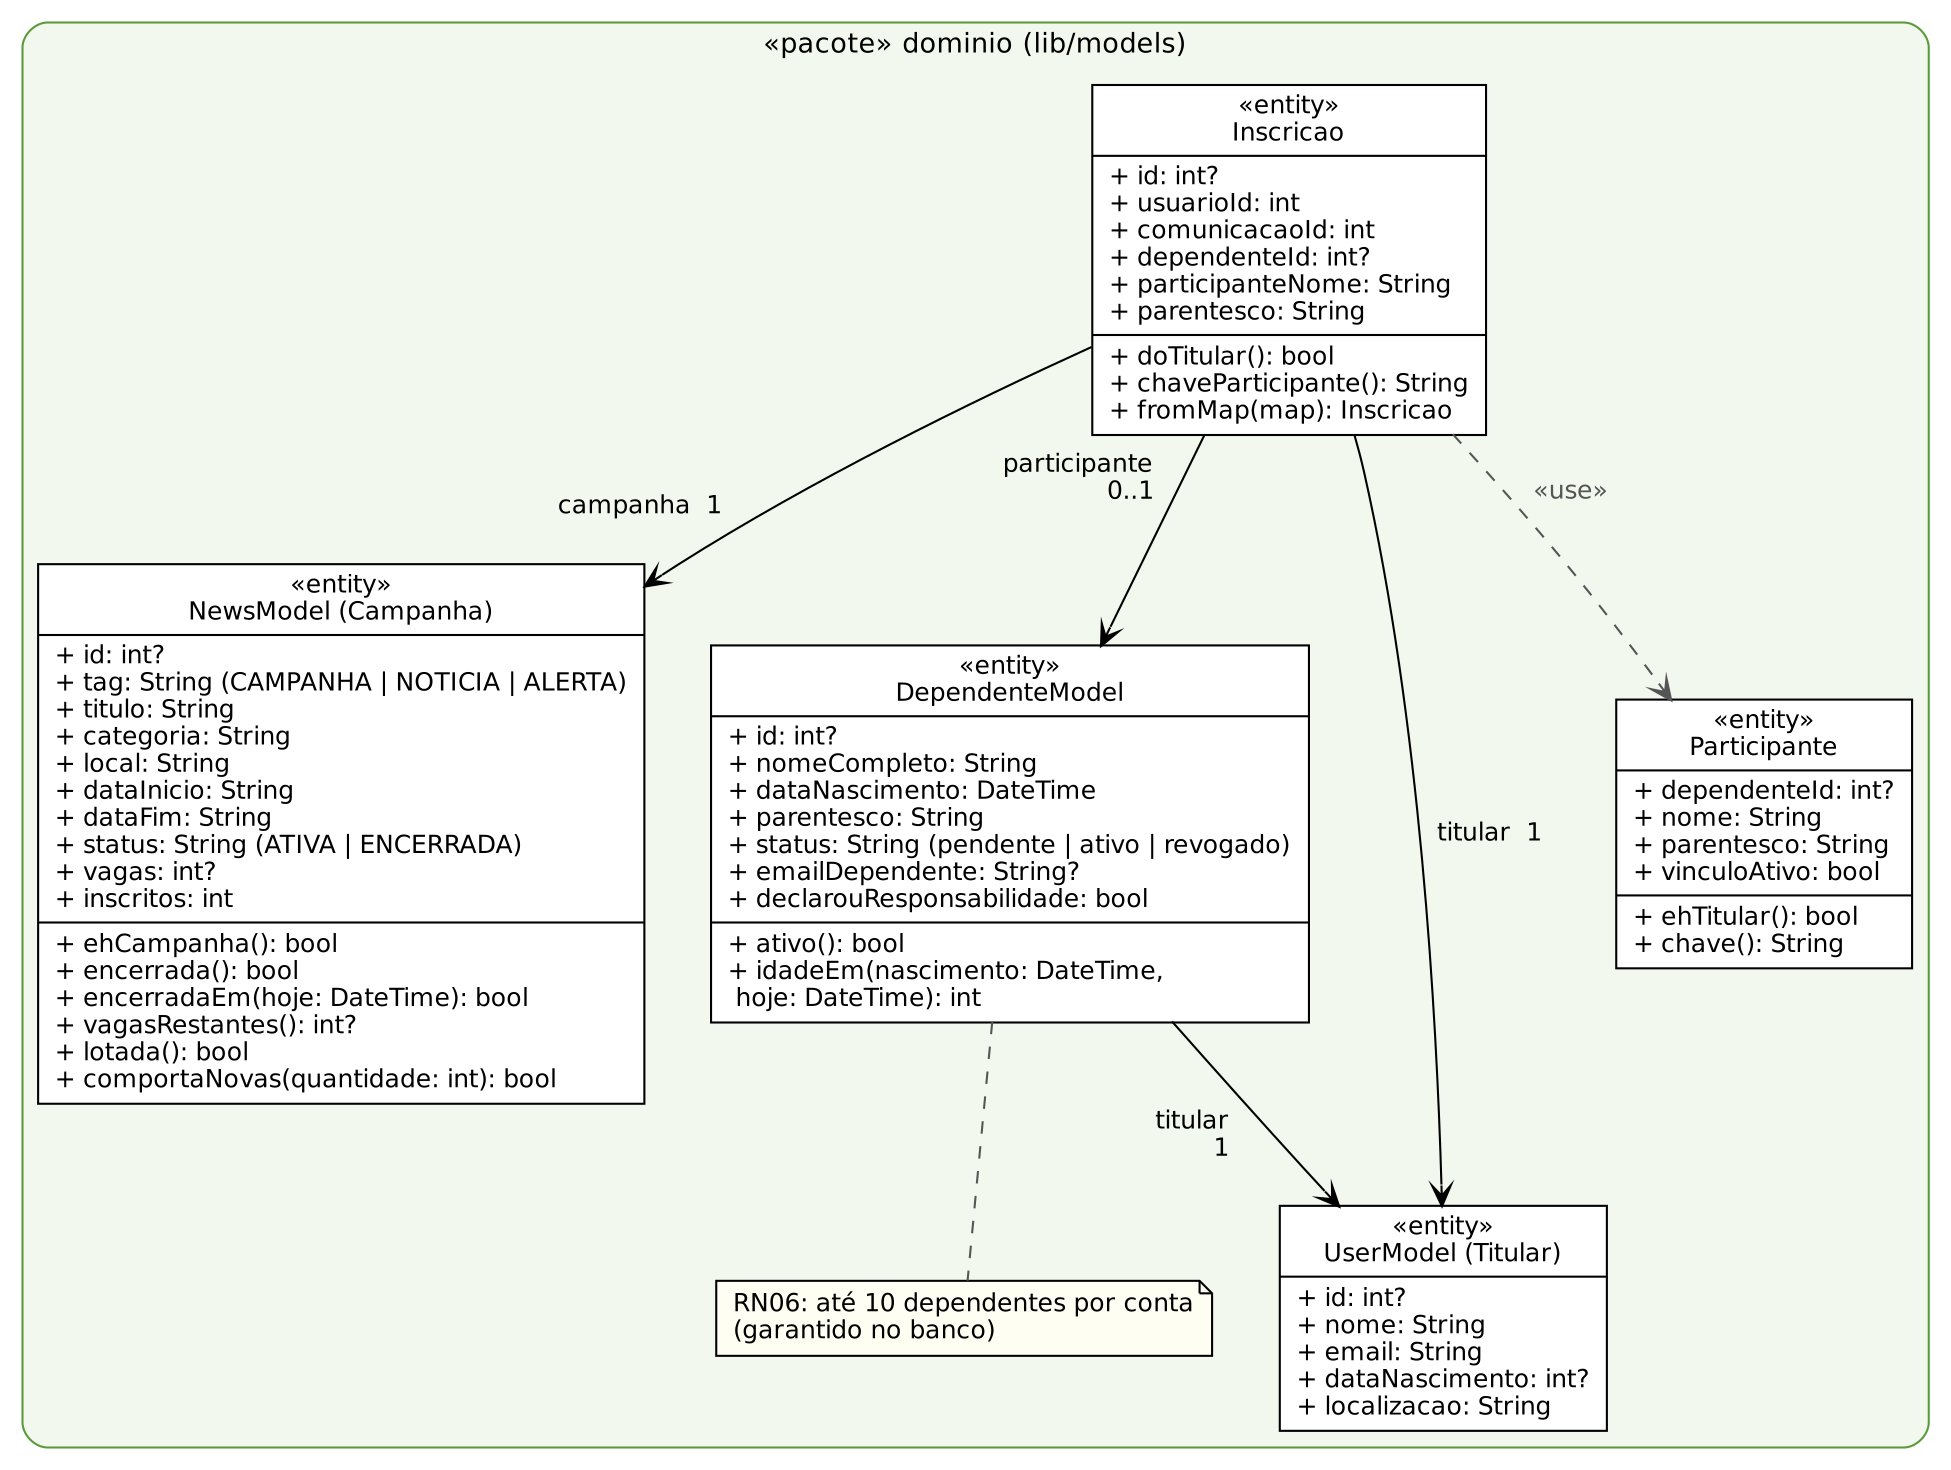 «pacote» dominio (lib/models)
«entity»
Inscricao
+ id: int?
+ usuarioId: int
+ comunicacaoId: int
+ dependenteId: int?
+ participanteNome: String
+ parentesco: String
+ doTitular(): bool
+ chaveParticipante(): String
+ fromMap(map): Inscricao
campanha 1
participante
0..1
«use»
titular 1
«entity»
NewsModel (Campanha)
+ id: int?
+ tag: String (CAMPANHA | NOTICIA | ALERTA)
+ titulo: String
+ categoria: String
+ local: String
+ dataInicio: String
+ dataFim: String
+ status: String (ATIVA | ENCERRADA)
+ vagas: int?
+ inscritos: int
+ ehCampanha(): bool
+ encerrada(): bool
+ encerradaEm(hoje: DateTime): bool
+ vagasRestantes(): int?
+ lotada(): bool
+ comportaNovas(quantidade: int): bool
«entity»
DependenteModel
+ id: int?
+ nomeCompleto: String
+ dataNascimento: DateTime
+ parentesco: String
+ status: String (pendente | ativo | revogado)
+ emailDependente: String?
+ declarouResponsabilidade: bool
+ ativo(): bool
+ idadeEm(nascimento: DateTime,
hoje: DateTime): int
«entity»
Participante
+ dependenteId: int?
+ nome: String
+ parentesco: String
+ vinculoAtivo: bool
+ ehTitular(): bool
+ chave(): String
titular
1
RN06: até 10 dependentes por conta
(garantido no banco)
«entity»
UserModel (Titular)
+ id: int?
+ nome: String
+ email: String
+ dataNascimento: int?
+ localizacao: String